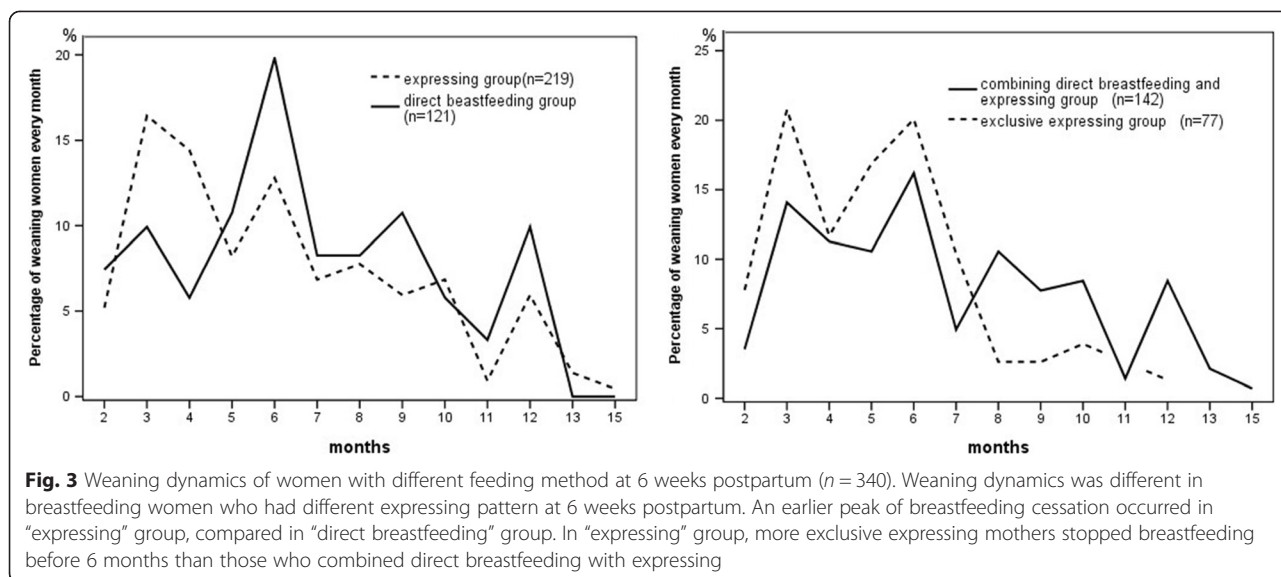 %
20
15
10
5
0
Percentage of weaning women every month
expressing group(n=219)
direct beastfeeding group
(n=121)
2 3 4 5 6 7 8 9 10 11 12 13 15
months
%
25
20
15
10
5
0
Percentage of weaning women every month
combining direct breastfeeding and
expressing group (n=142)
exclusive expressing group (n=77)
2 3 4 5 6 7 8 9 10 11 12 13 15
months
Fig. 3 Weaning dynamics of women with different feeding method at 6 weeks postpartum (n = 340). Weaning dynamics was different in
breastfeeding women who had different expressing pattern at 6 weeks postpartum. An earlier peak of breastfeeding cessation occurred in
“expressing” group, compared in “direct breastfeeding” group. In “expressing” group, more exclusive expressing mothers stopped breastfeeding
before 6 months than those who combined direct breastfeeding with expressing